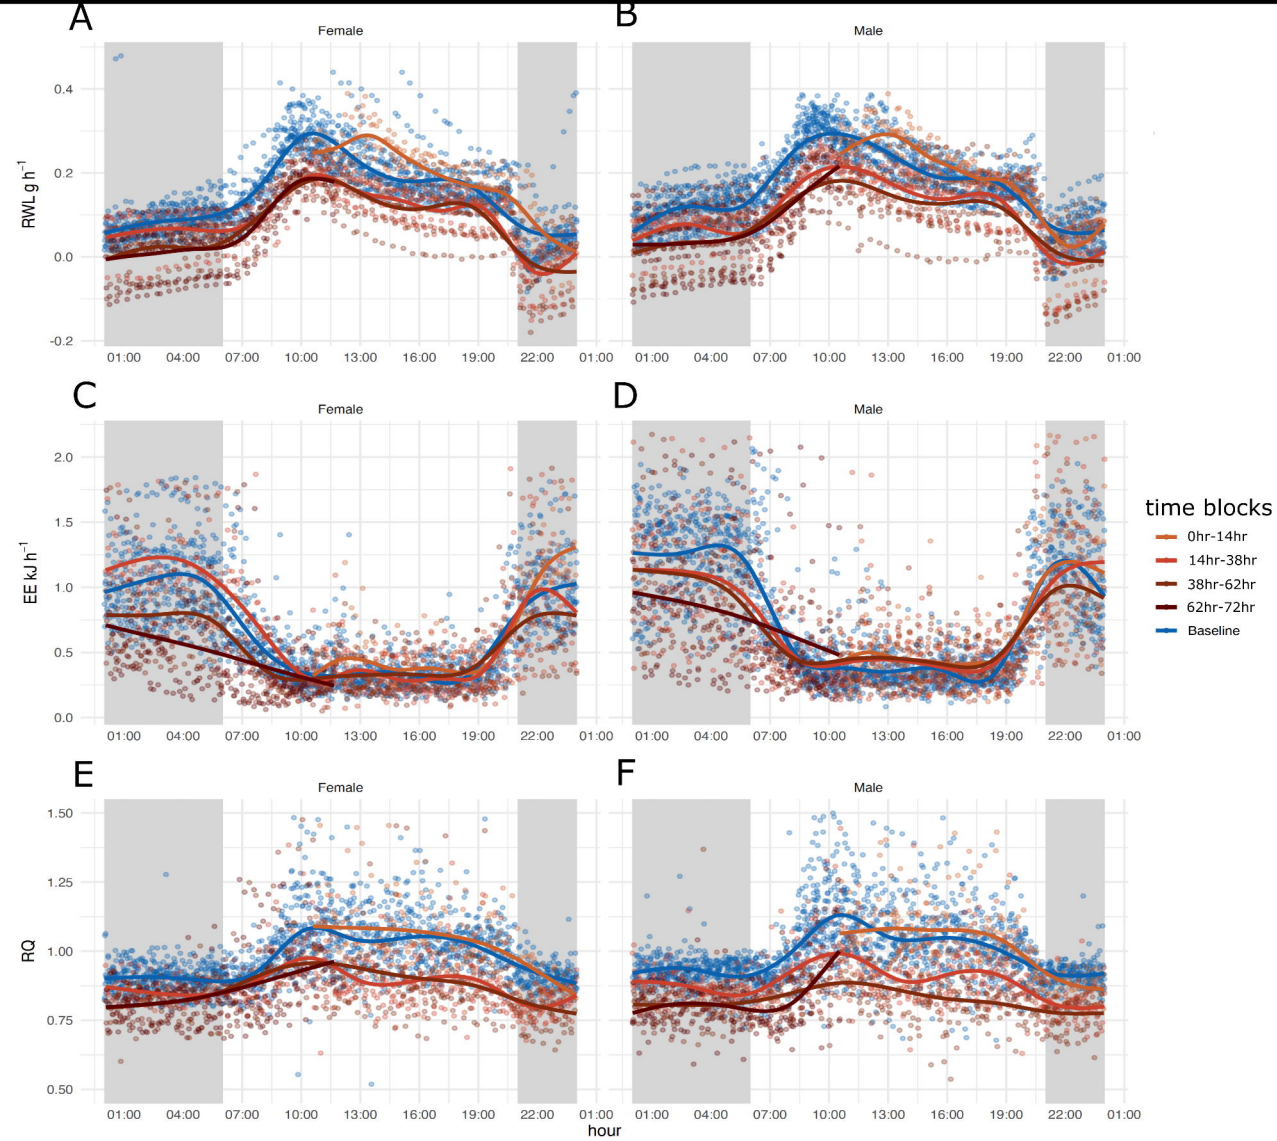 A
B
Female
Male
RWL g h⁻¹
0.4
0.2
0.0
-0.2
01:00 04:00 07:00 10:00 13:00 16:00 19:00 22:00 01:00
01:00 04:00 07:00 10:00 13:00 16:00 19:00 22:00 01:00
C
D
Female
Male
EE kJ h⁻¹
2.0
1.5
1.0
0.5
0.0
01:00 04:00 07:00 10:00 13:00 16:00 19:00 22:00 01:00
01:00 04:00 07:00 10:00 13:00 16:00 19:00 22:00 01:00
time blocks
0hr-14hr
14hr-38hr
38hr-62hr
62hr-72hr
Baseline
E
F
Female
Male
RQ
1.50
1.25
1.00
0.75
0.50
01:00 04:00 07:00 10:00 13:00 16:00 19:00 22:00 01:00
01:00 04:00 07:00 10:00 13:00 16:00 19:00 22:00 01:00
hour